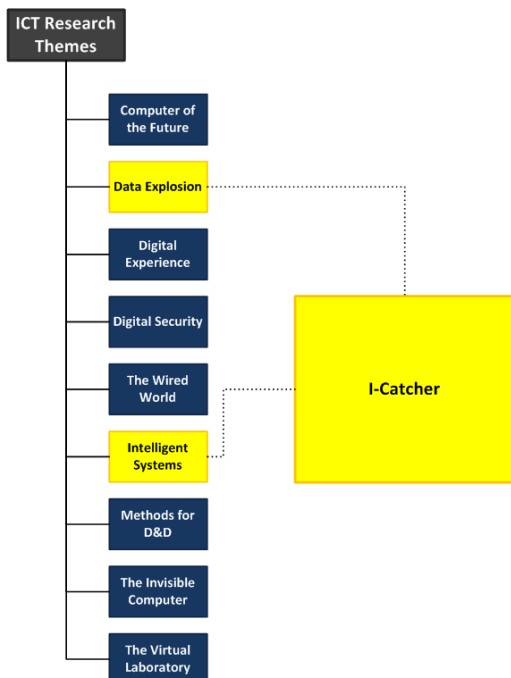 ICT Research
Themes
Computer of
the Future
Data Explosion
Digital
Experience
Digital Security
The Wired
World
Intelligent
Systems
Methods for
D&D
The Invisible
Computer
The Virtual
Laboratory
I-Catcher